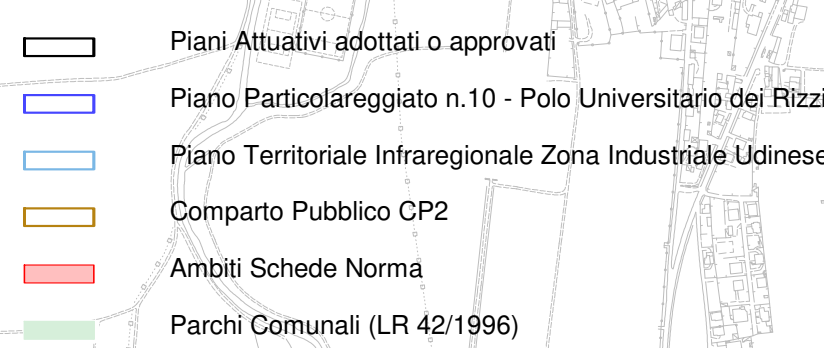 Piani Attuativi adottati o approvati
Piano Particolareggiato n.10 - Polo Universitario dei Rizzi
Piano Territoriale Infraregionale Zona Industriale Udinese
Comparto Pubblico CP2
Ambiti Schede Norma
Parchi Comunali (LR 42/1996)